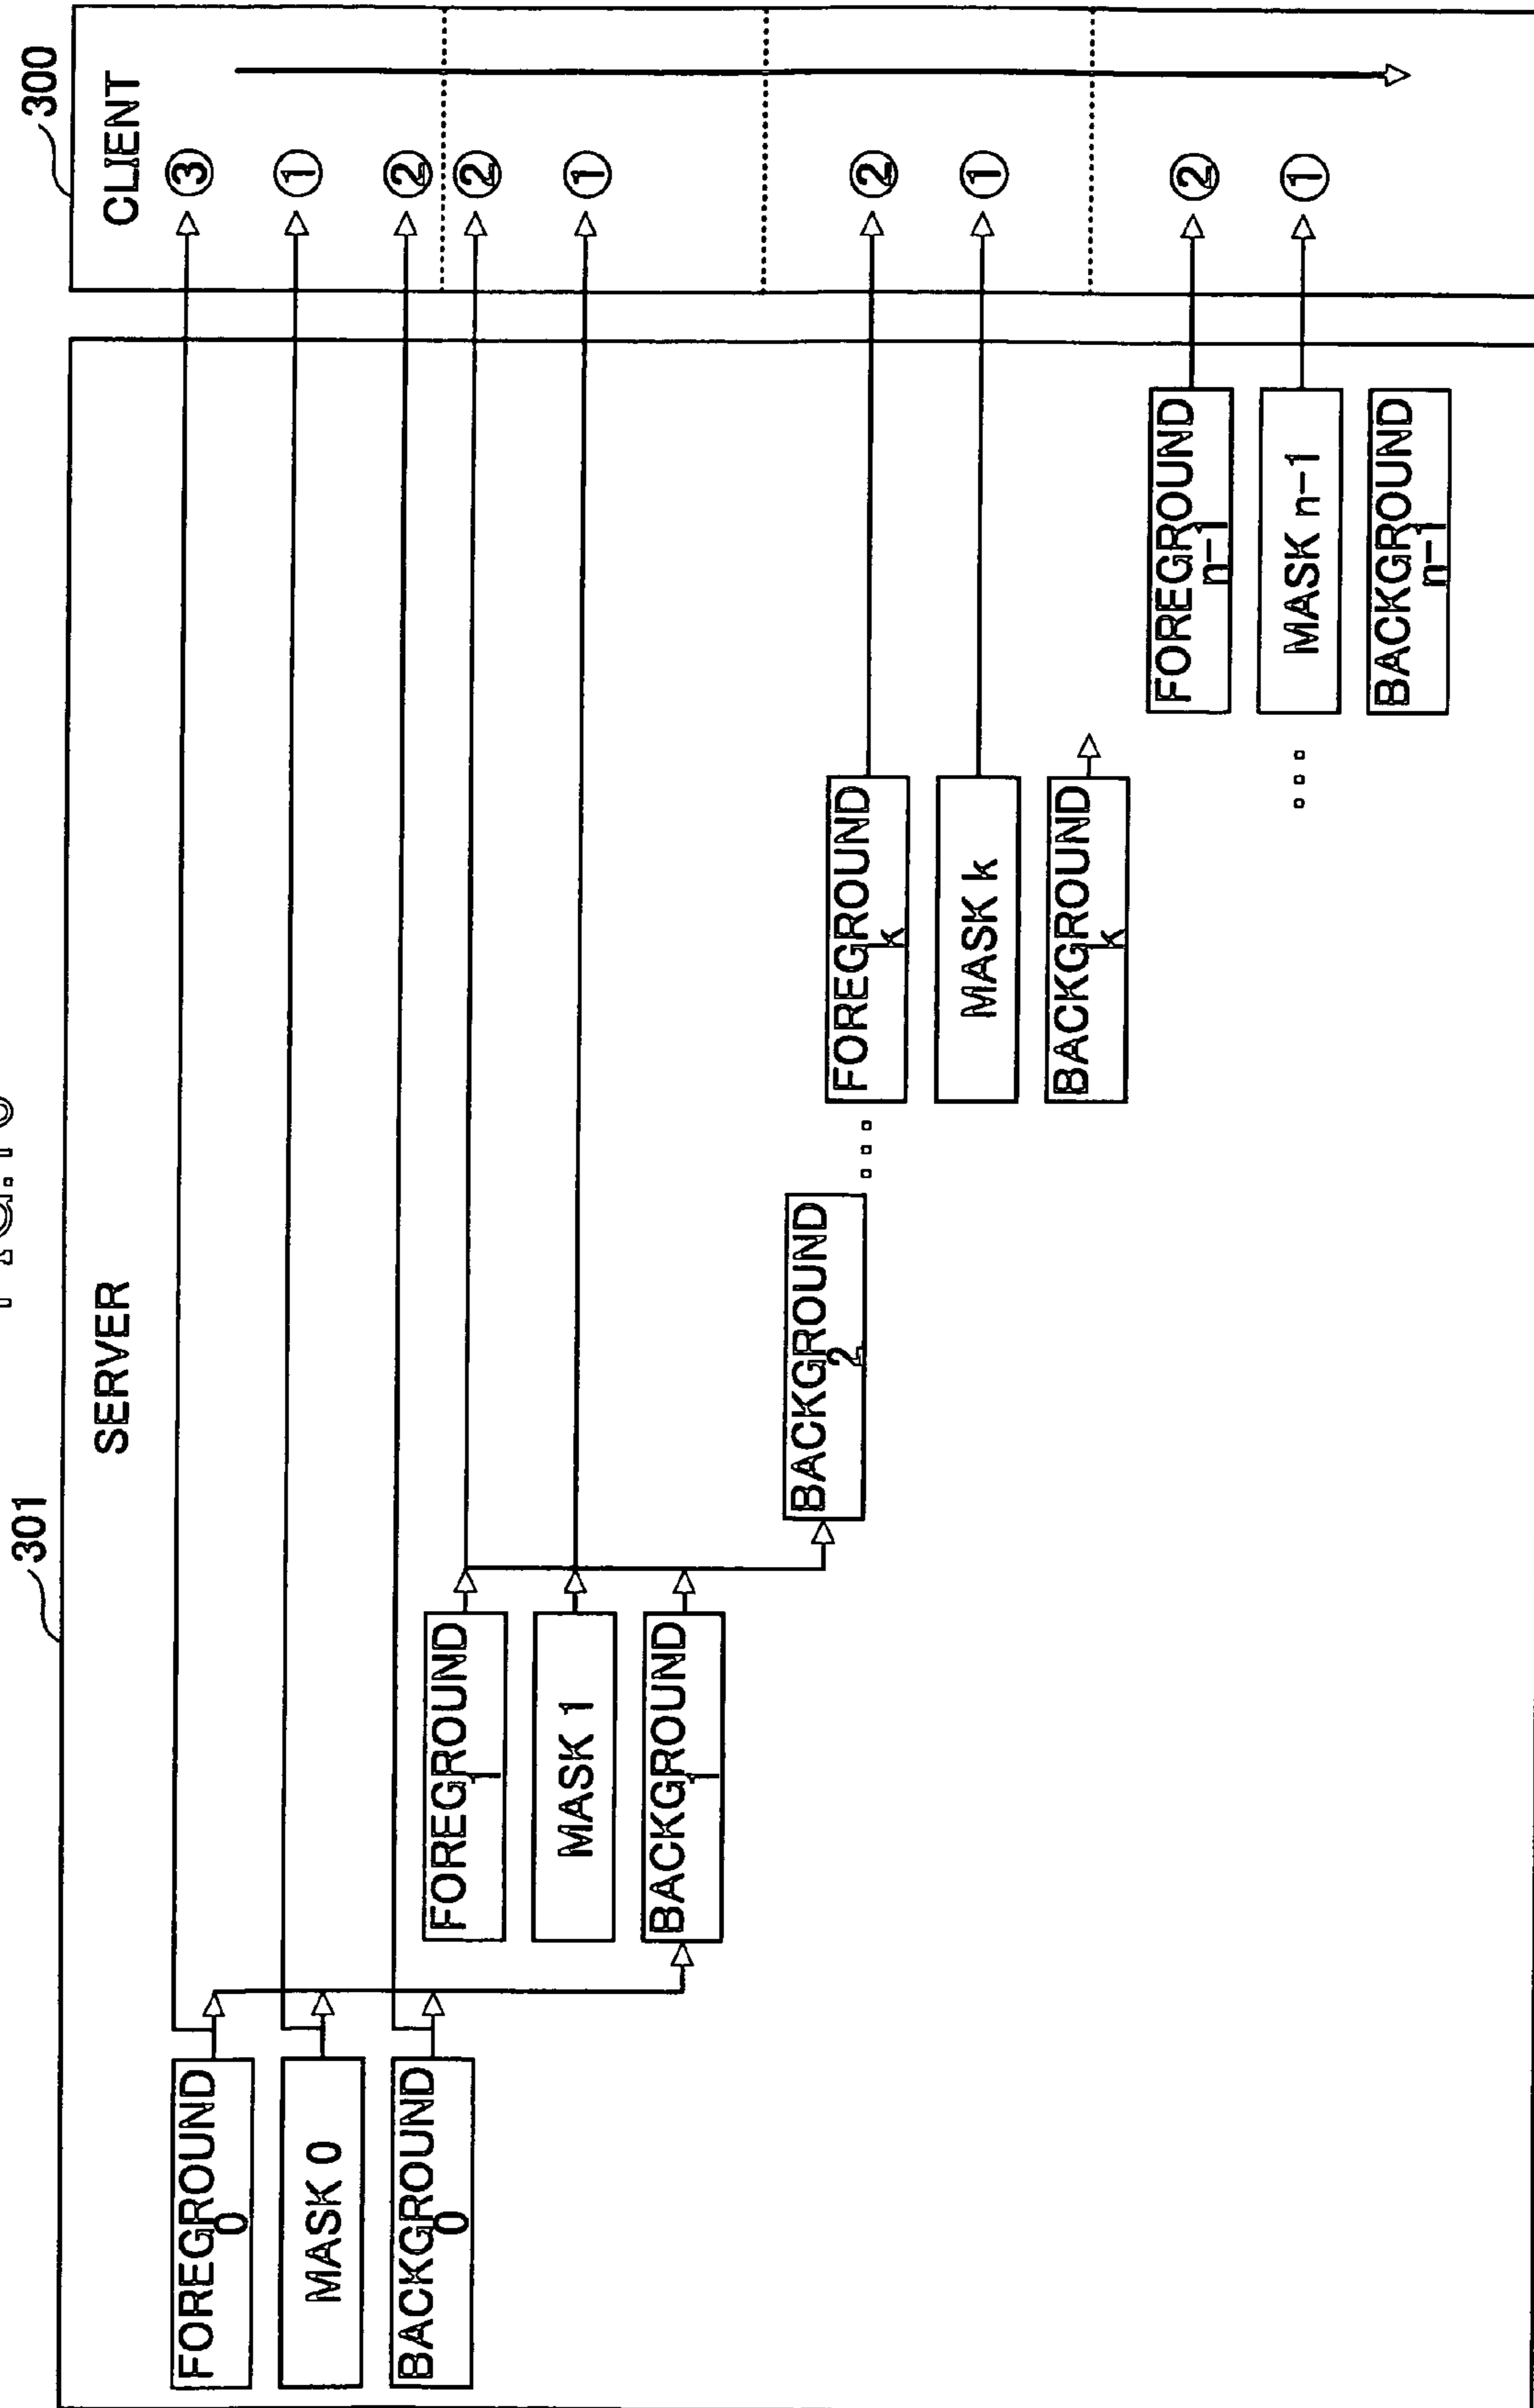 301
SERVER
300
CLIENT
FOREGROUND
0
MASK 0
BACKGROUND
0
FOREGROUND
1
MASK 1
BACKGROUND
1
BACKGROUND
2
...
FOREGROUND
k
MASK k
BACKGROUND
k
...
FOREGROUND
n-1
MASK n-1
BACKGROUND
n-1
③
①
②
②
①
②
①
②
①